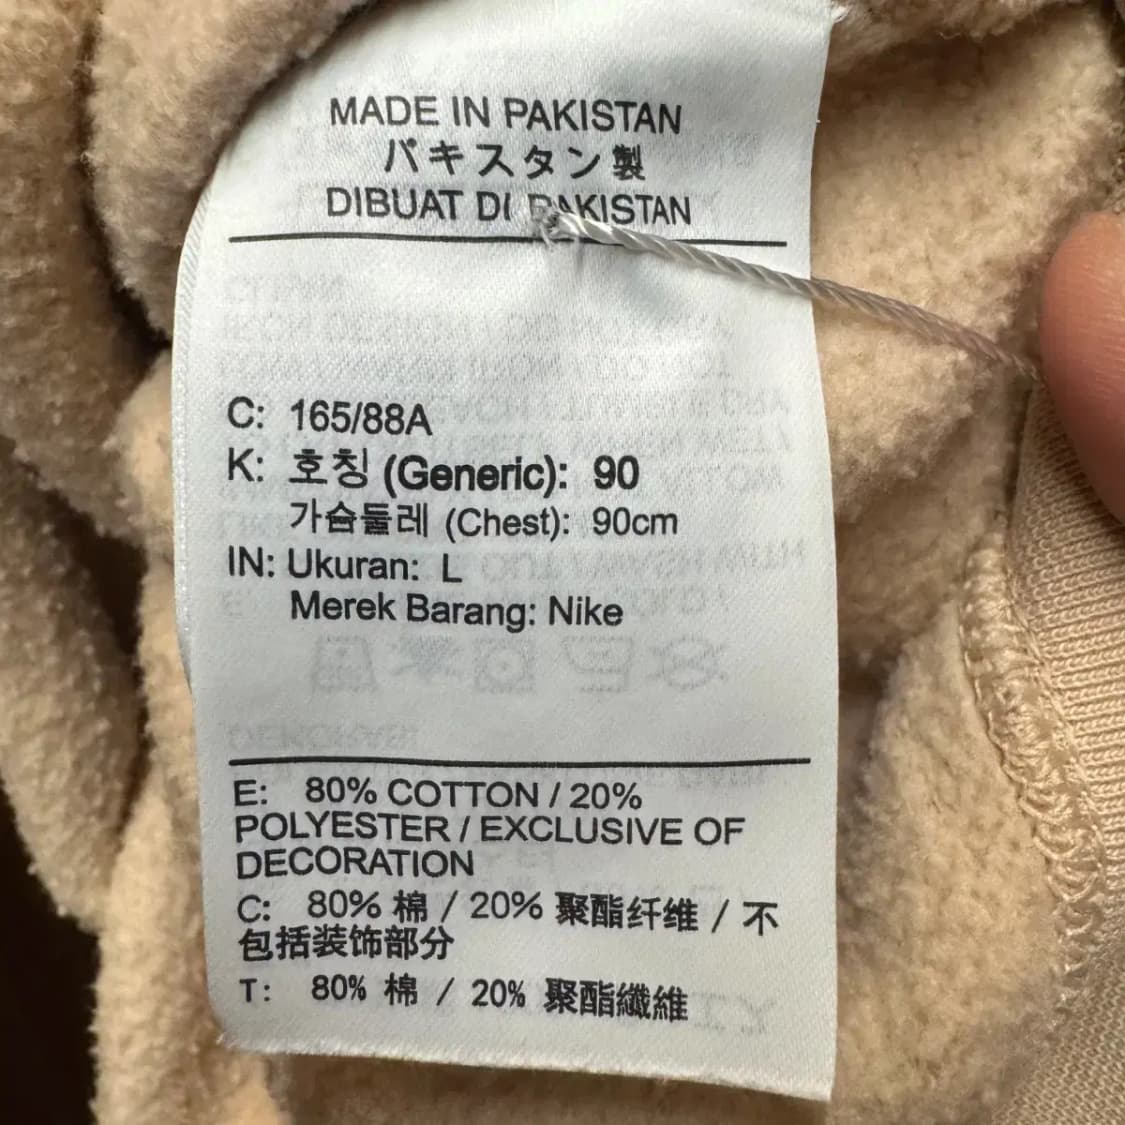 MADE IN PAKISTAN
パキスタン製
DIBUAT DI PAKISTAN
C: 165/88A
K: 호칭 (Generic): 90
가슴둘레 (Chest): 90cm
IN: Ukuran: L
Merek Barang: Nike
E: 80% COTTON / 20%
POLYESTER / EXCLUSIVE OF
DECORATION
C: 80% 棉 / 20% 聚酯纤维 / 不
包括装饰部分
T: 80% 棉 / 20% 聚酯纖維